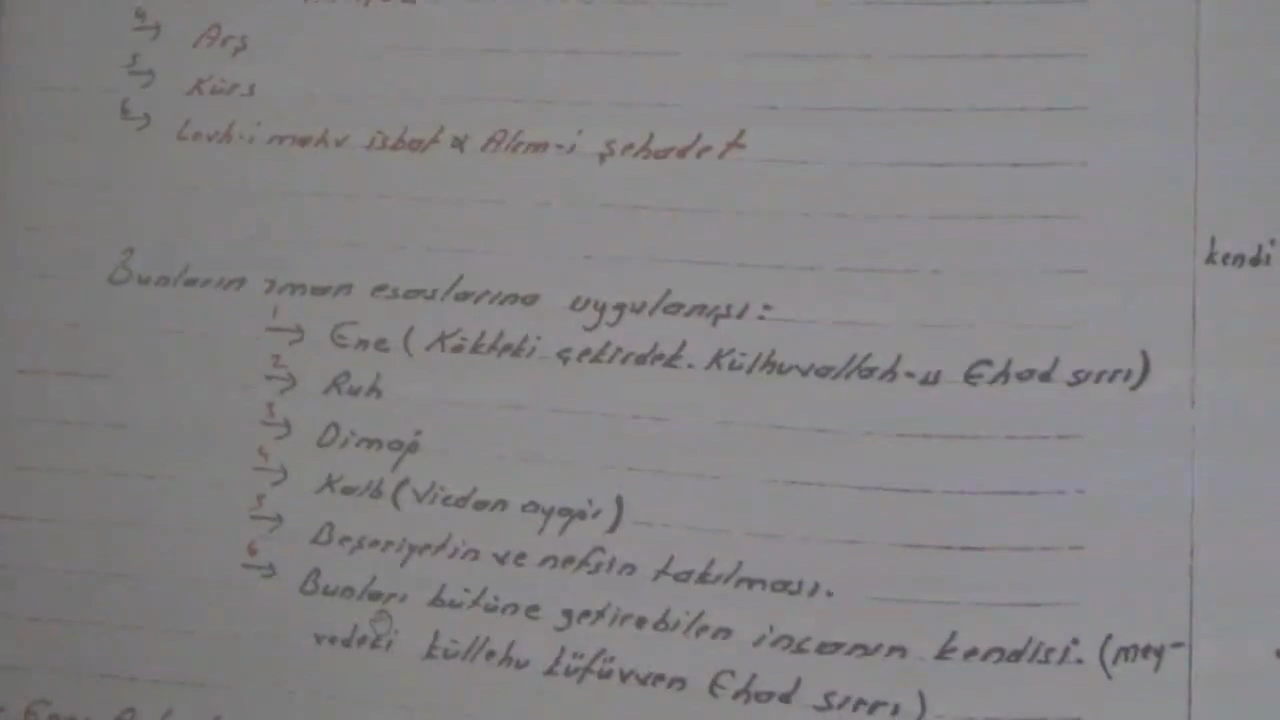 4→ Arş
5→ Kürs
6→ Levh-i mahv isbat α Alem-i şehadet
kendi
Bunların iman esaslarına uygulanışı:
1→ Ene (Kökteki çekirdek. Külhuvallah-u Ehad sırrı)
2→ Ruh
3→ Dimağ
4→ Kalb (Vicdan ayağı)
5→ Beşeriyetin ve nefsin takılması.
6→ Bunları bütüne getirebilen insanın kendisi. (mey-
vedeki küllehu küfüvven Ehad sırrı)